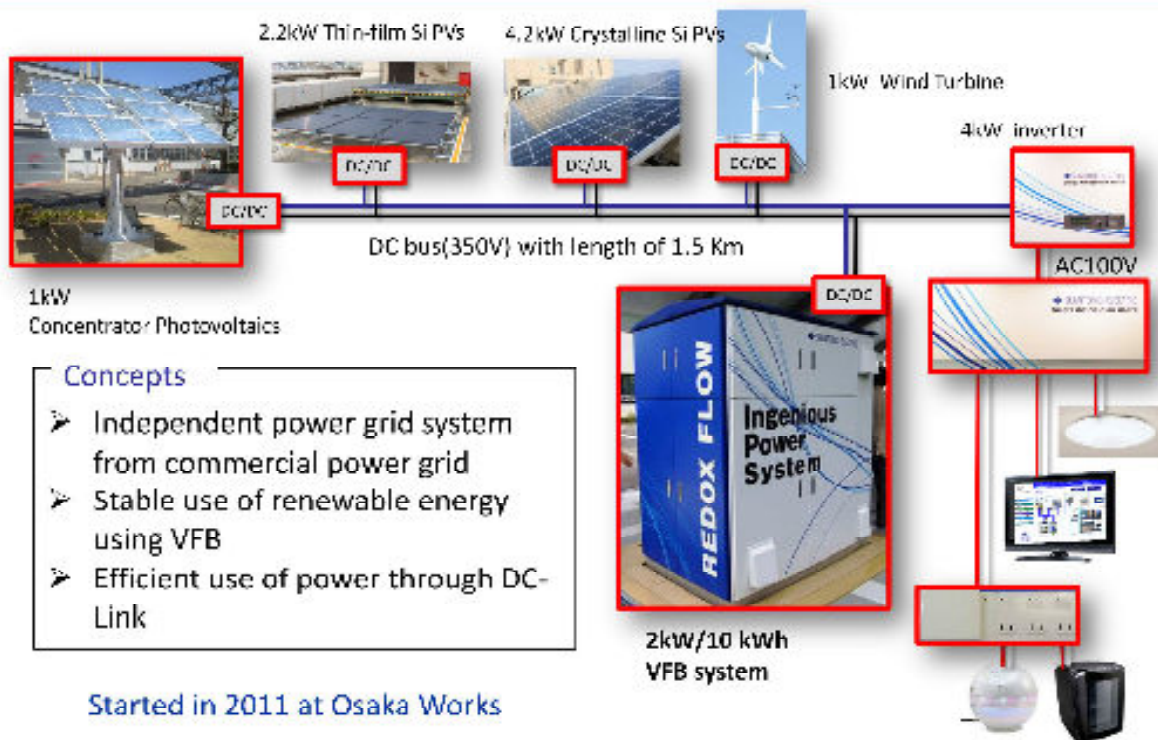 2.2kW Thin-film Si PVs
4.2kW Crystalline Si PVs
1kW Wind Turbine
4kW inverter
DC/DC
DC/DC
DC/DC
DC/DC
DC bus(350V) with length of 1.5 Km
DC/DC
AC100V
1kW
Concentrator Photovoltaics
REDOX FLOW
Ingenious
Power
System
Concepts
➢ Independent power grid system
from commercial power grid
➢ Stable use of renewable energy
using VFB
➢ Efficient use of power through DC-
Link
2kW/10 kWh
VFB system
Started in 2011 at Osaka Works